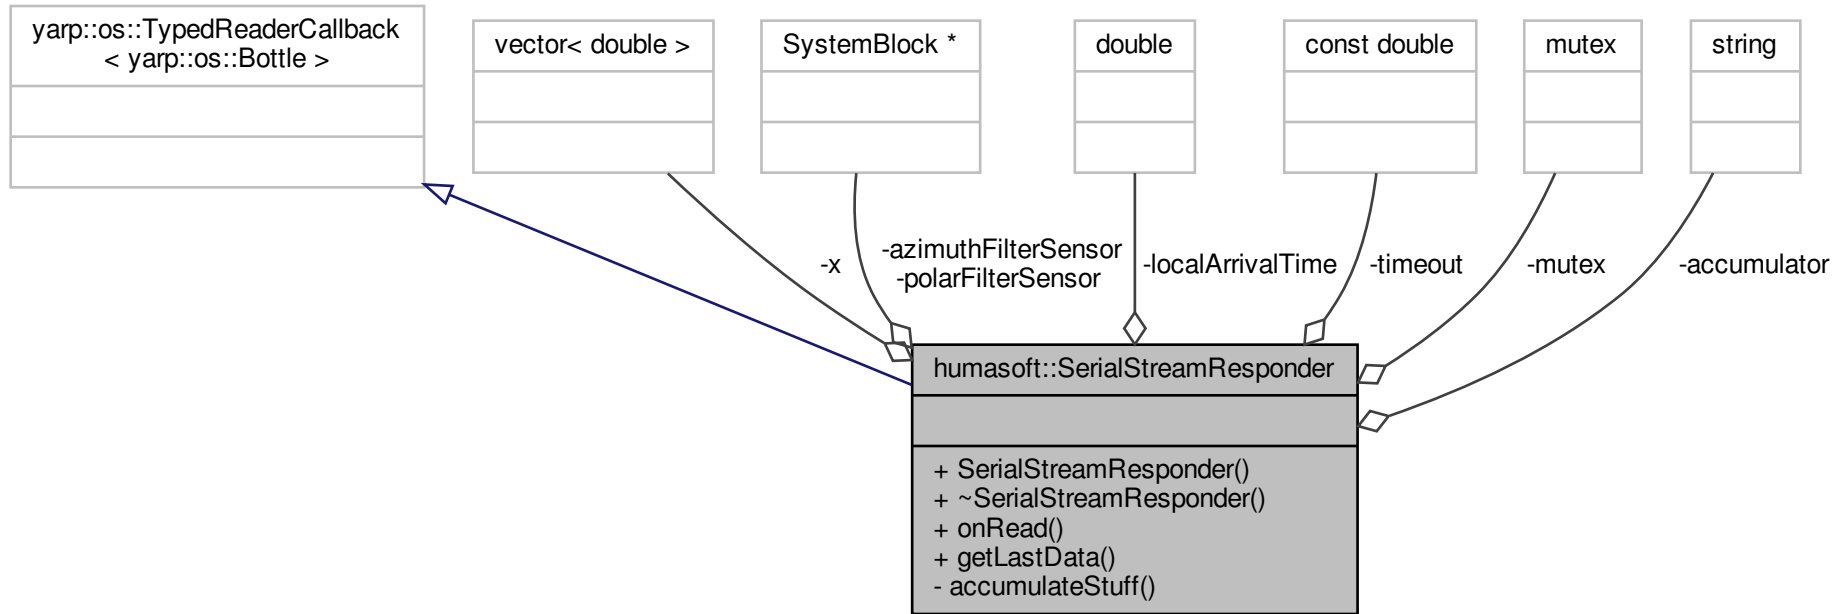 yarp::os::TypedReaderCallback
< yarp::os::Bottle >
vector< double >
SystemBlock *
double
const double
mutex
string
-x
-azimuthFilterSensor
-polarFilterSensor
-localArrivalTime
-timeout
-mutex
-accumulator
humasoft::SerialStreamResponder
+ SerialStreamResponder()
+ ~SerialStreamResponder()
+ onRead()
+ getLastData()
- accumulateStuff()